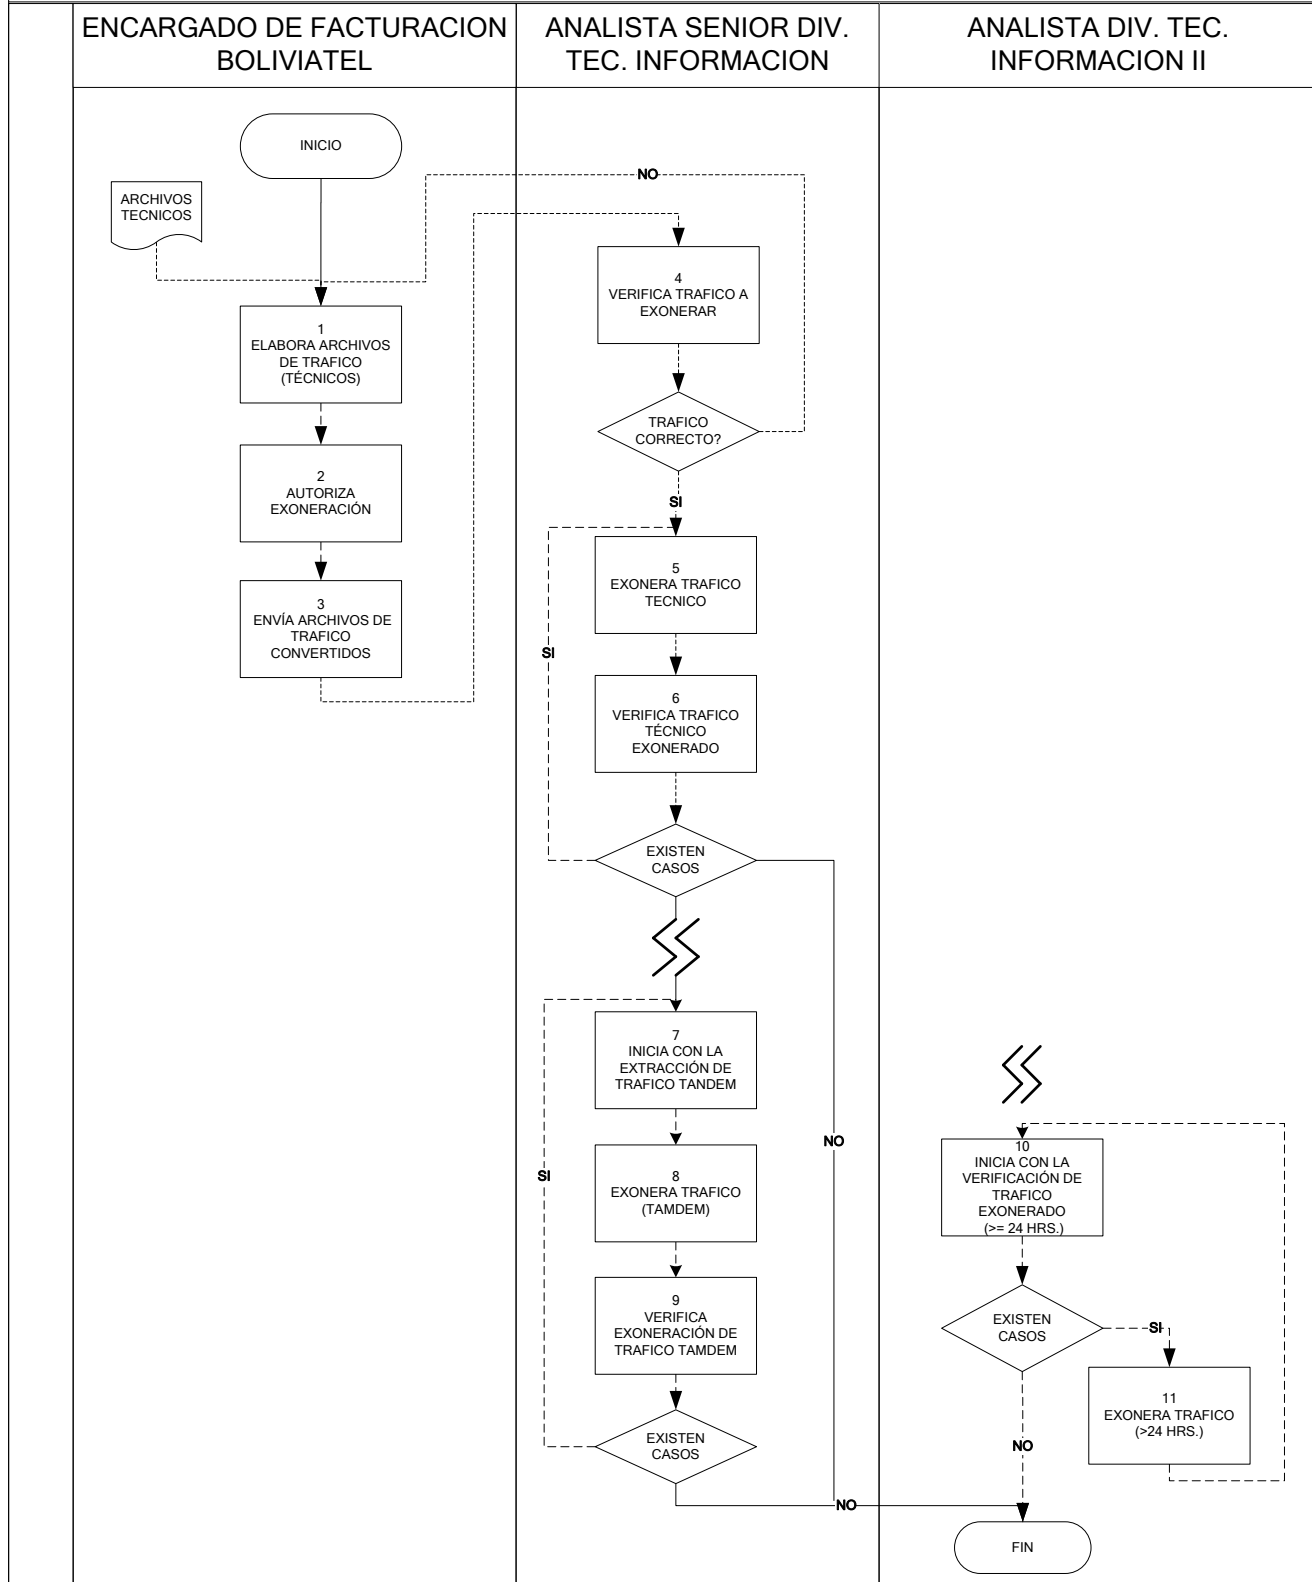 ENCARGADO DE FACTURACION
BOLIVIATEL
ANALISTA SENIOR DIV.
TEC. INFORMACION
ANALISTA DIV. TEC.
INFORMACION II
INICIO
ARCHIVOS
TECNICOS
1
ELABORA ARCHIVOS
DE TRAFICO
(TÉCNICOS)
2
AUTORIZA
EXONERACIÓN
3
ENVÍA ARCHIVOS DE
TRAFICO
CONVERTIDOS
NO
4
VERIFICA TRAFICO A
EXONERAR
TRAFICO
CORRECTO?
SI
5
EXONERA TRAFICO
TECNICO
SI
6
VERIFICA TRAFICO
TÉCNICO
EXONERADO
EXISTEN
CASOS
7
INICIA CON LA
EXTRACCIÓN DE
TRAFICO TANDEM
NO
SI
8
EXONERA TRAFICO
(TAMDEM)
9
VERIFICA
EXONERACIÓN DE
TRAFICO TAMDEM
EXISTEN
CASOS
NO
10
INICIA CON LA
VERIFICACIÓN DE
TRAFICO
EXONERADO
(>= 24 HRS.)
EXISTEN
CASOS
SI
11
EXONERA TRAFICO
(>24 HRS.)
NO
FIN